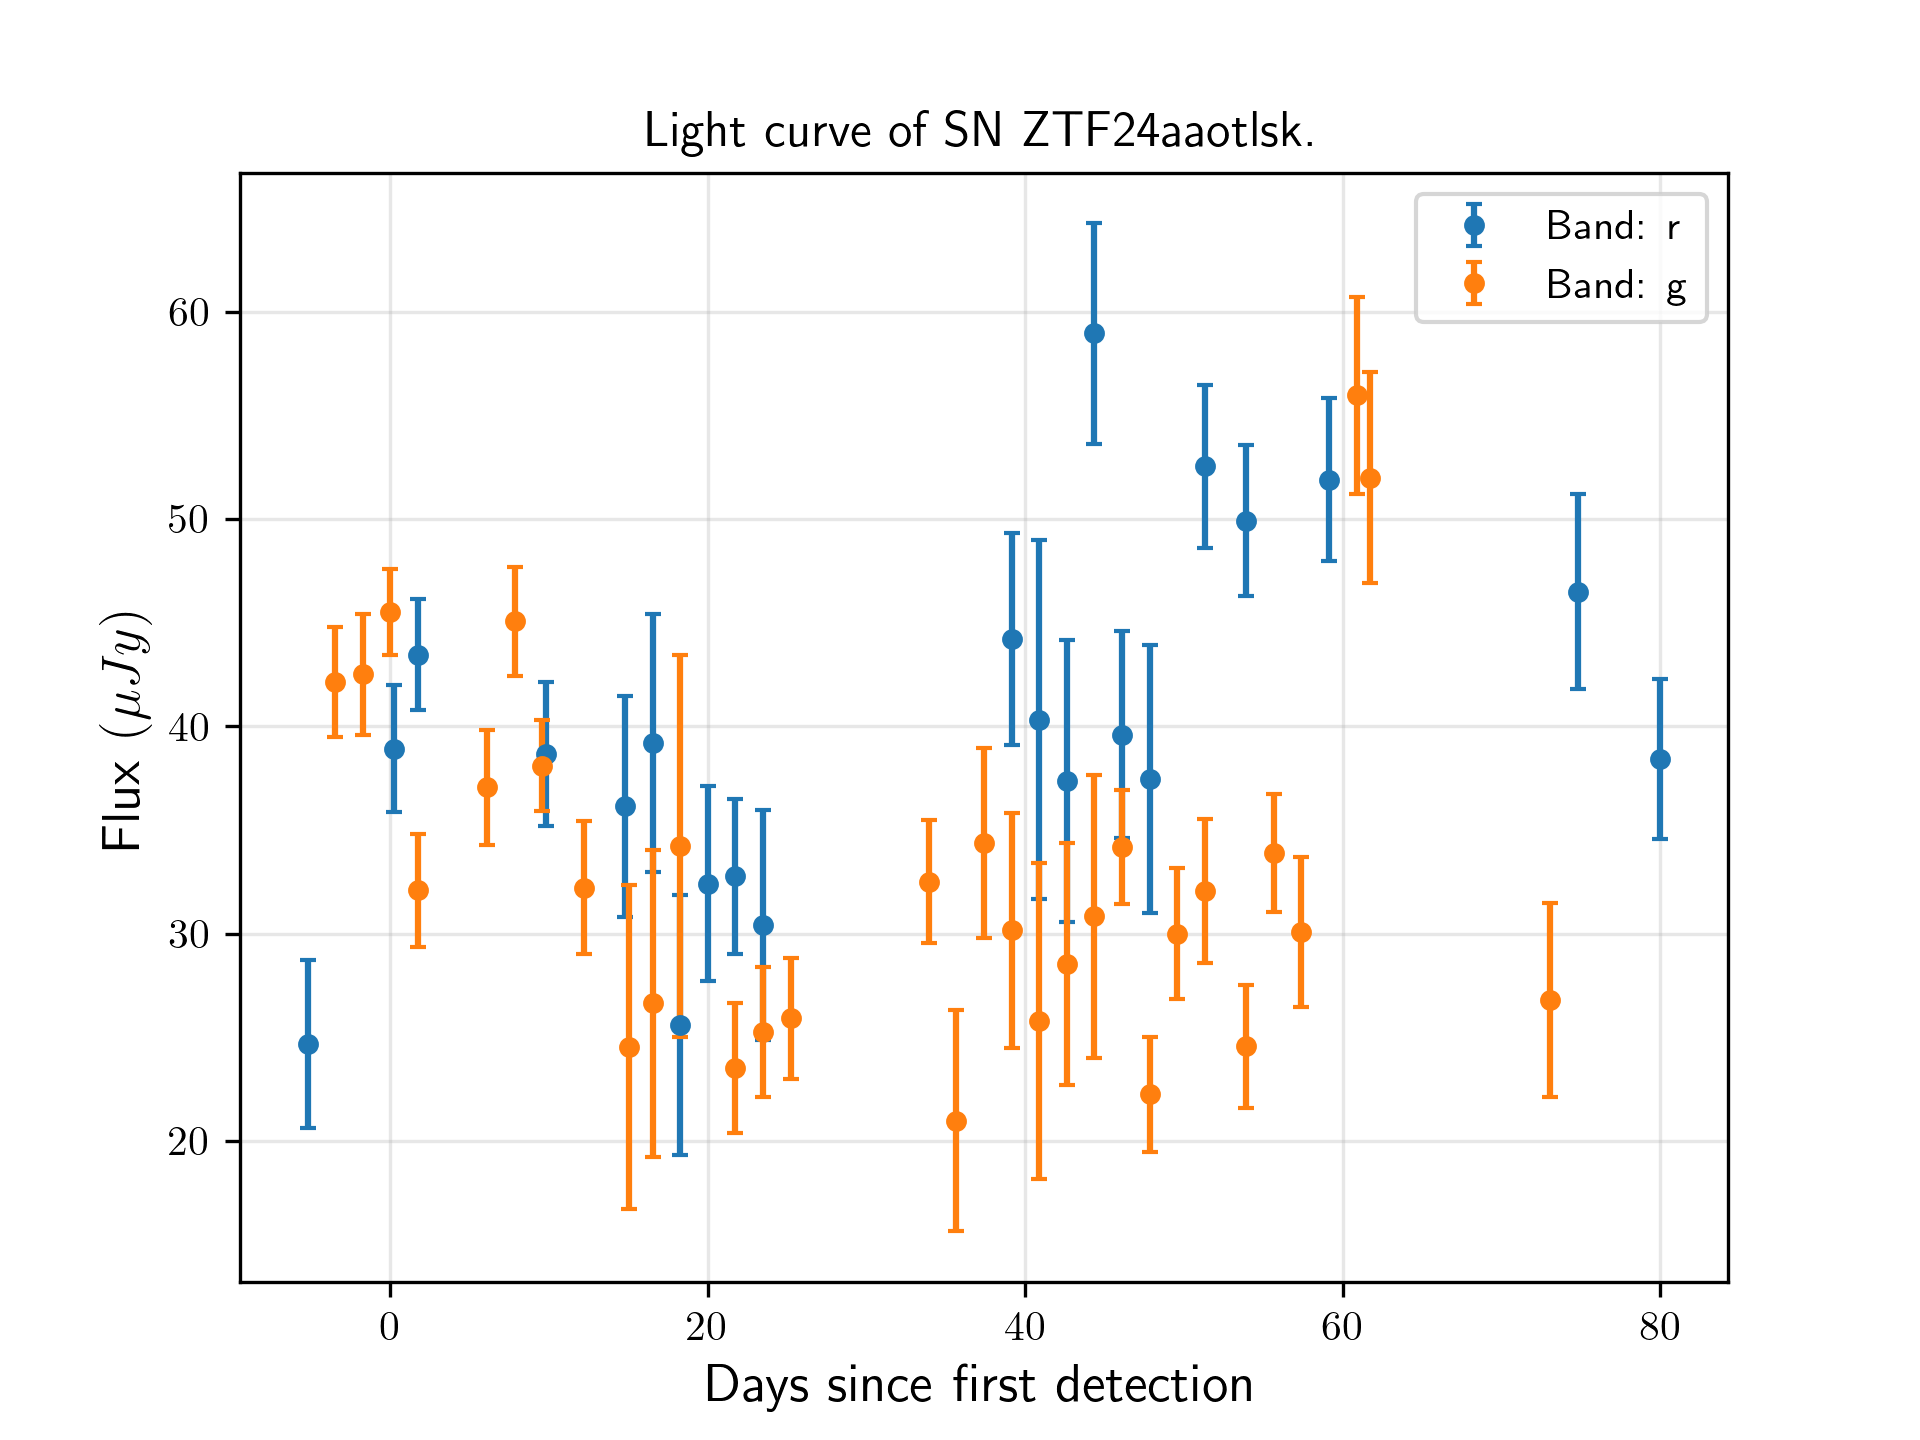 Light curve of SN ZTF24aaotlsk.
Band: r
Band: g
60
50
40
30
20
Flux (μJy)
0 20 40 60 80
Days since first detection